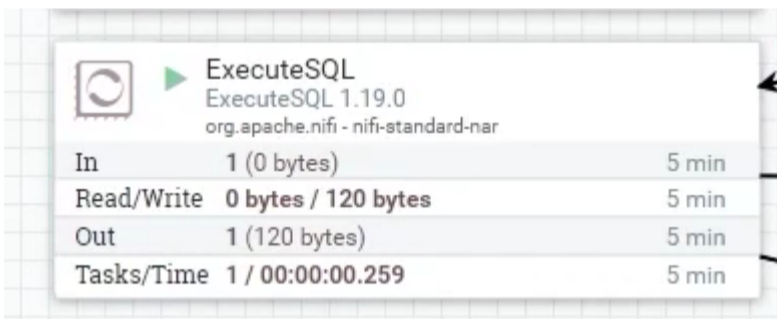 ExecuteSQL
ExecuteSQL 1.19.0
org.apache.nifi - nifi-standard-nar
In 1 (0 bytes) 5 min
Read/Write 0 bytes / 120 bytes 5 min
Out 1 (120 bytes) 5 min
Tasks/Time 1 / 00:00:00.259 5 min